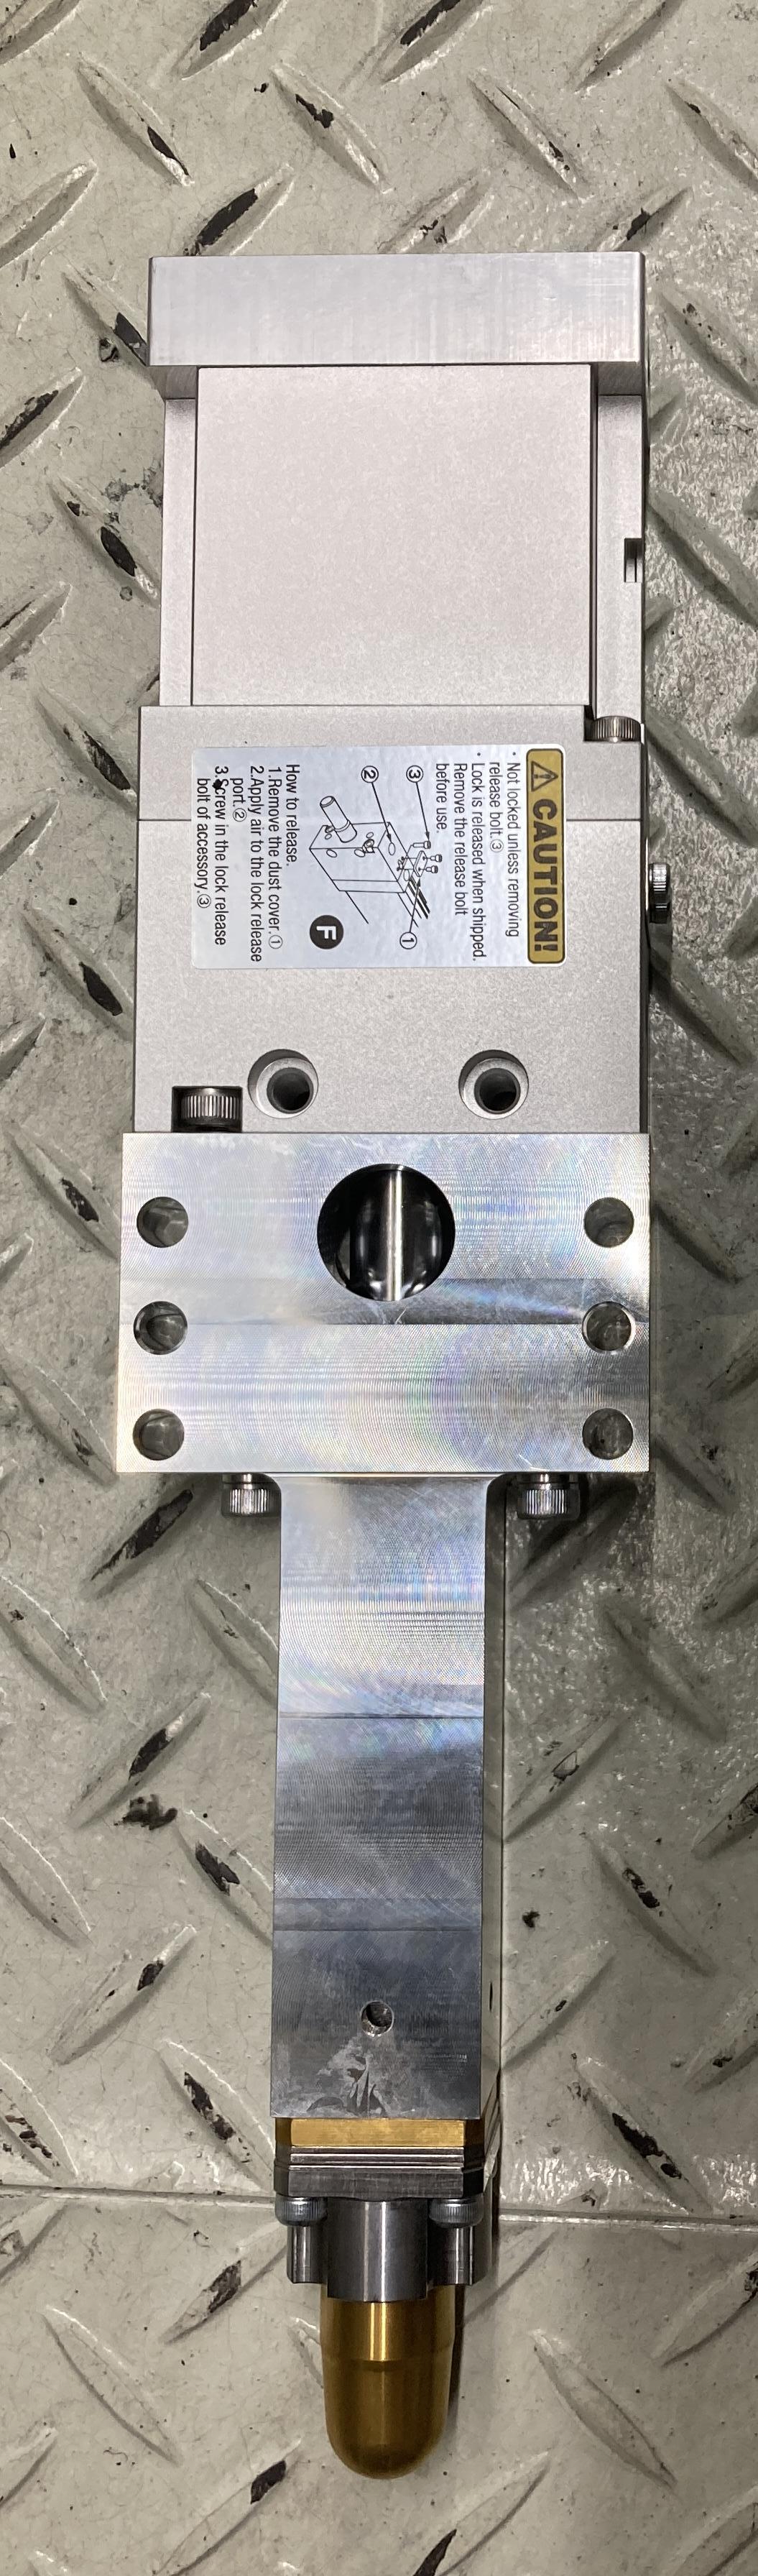 ⚠ CAUTION!
・Not locked unless removing
release bolt.③
・Lock is released when shipped.
Remove the release bolt
before use.
③
②
①
F
How to release.
1.Remove the dust cover.①
2.Apply air to the lock release
port.②
3.Screw in the lock release
bolt of accessory.③